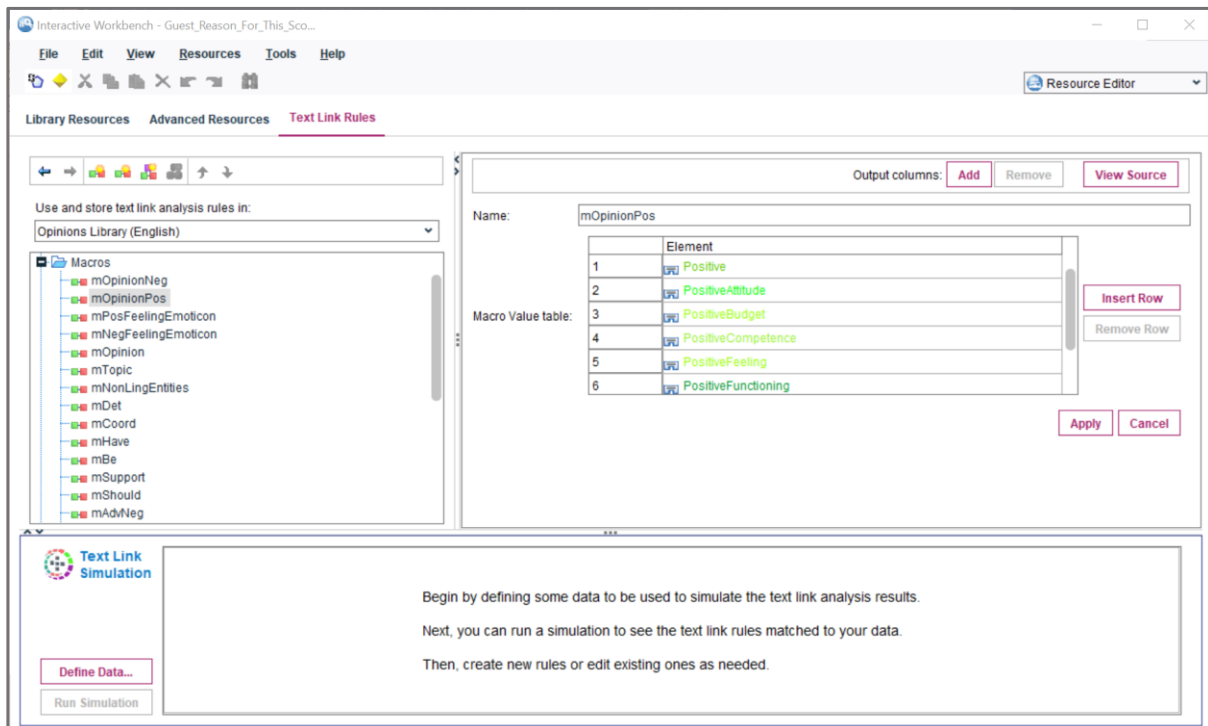 Interactive Workbench - Guest_Reason_For_This_Sco...
File Edit View Resources Tools Help
Resource Editor
Library Resources Advanced Resources Text Link Rules
Use and store text link analysis rules in:
Opinions Library (English)
Macros
mOpinionNeg
mOpinionPos
mPosFeelingEmoticon
mNegFeelingEmoticon
mOpinion
mTopic
mNonLingEntities
mDet
mCoord
mHave
mBe
mSupport
mShould
mAdvNeg
Output columns: Add Remove View Source
Name: mOpinionPos
Macro Value table:
Element
1 Positive
2 PositiveAttitude
3 PositiveBudget
4 PositiveCompetence
5 PositiveFeeling
6 PositiveFunctioning
Insert Row
Remove Row
Apply Cancel
Text Link
Simulation
Begin by defining some data to be used to simulate the text link analysis results.
Next, you can run a simulation to see the text link rules matched to your data.
Then, create new rules or edit existing ones as needed.
Define Data...
Run Simulation